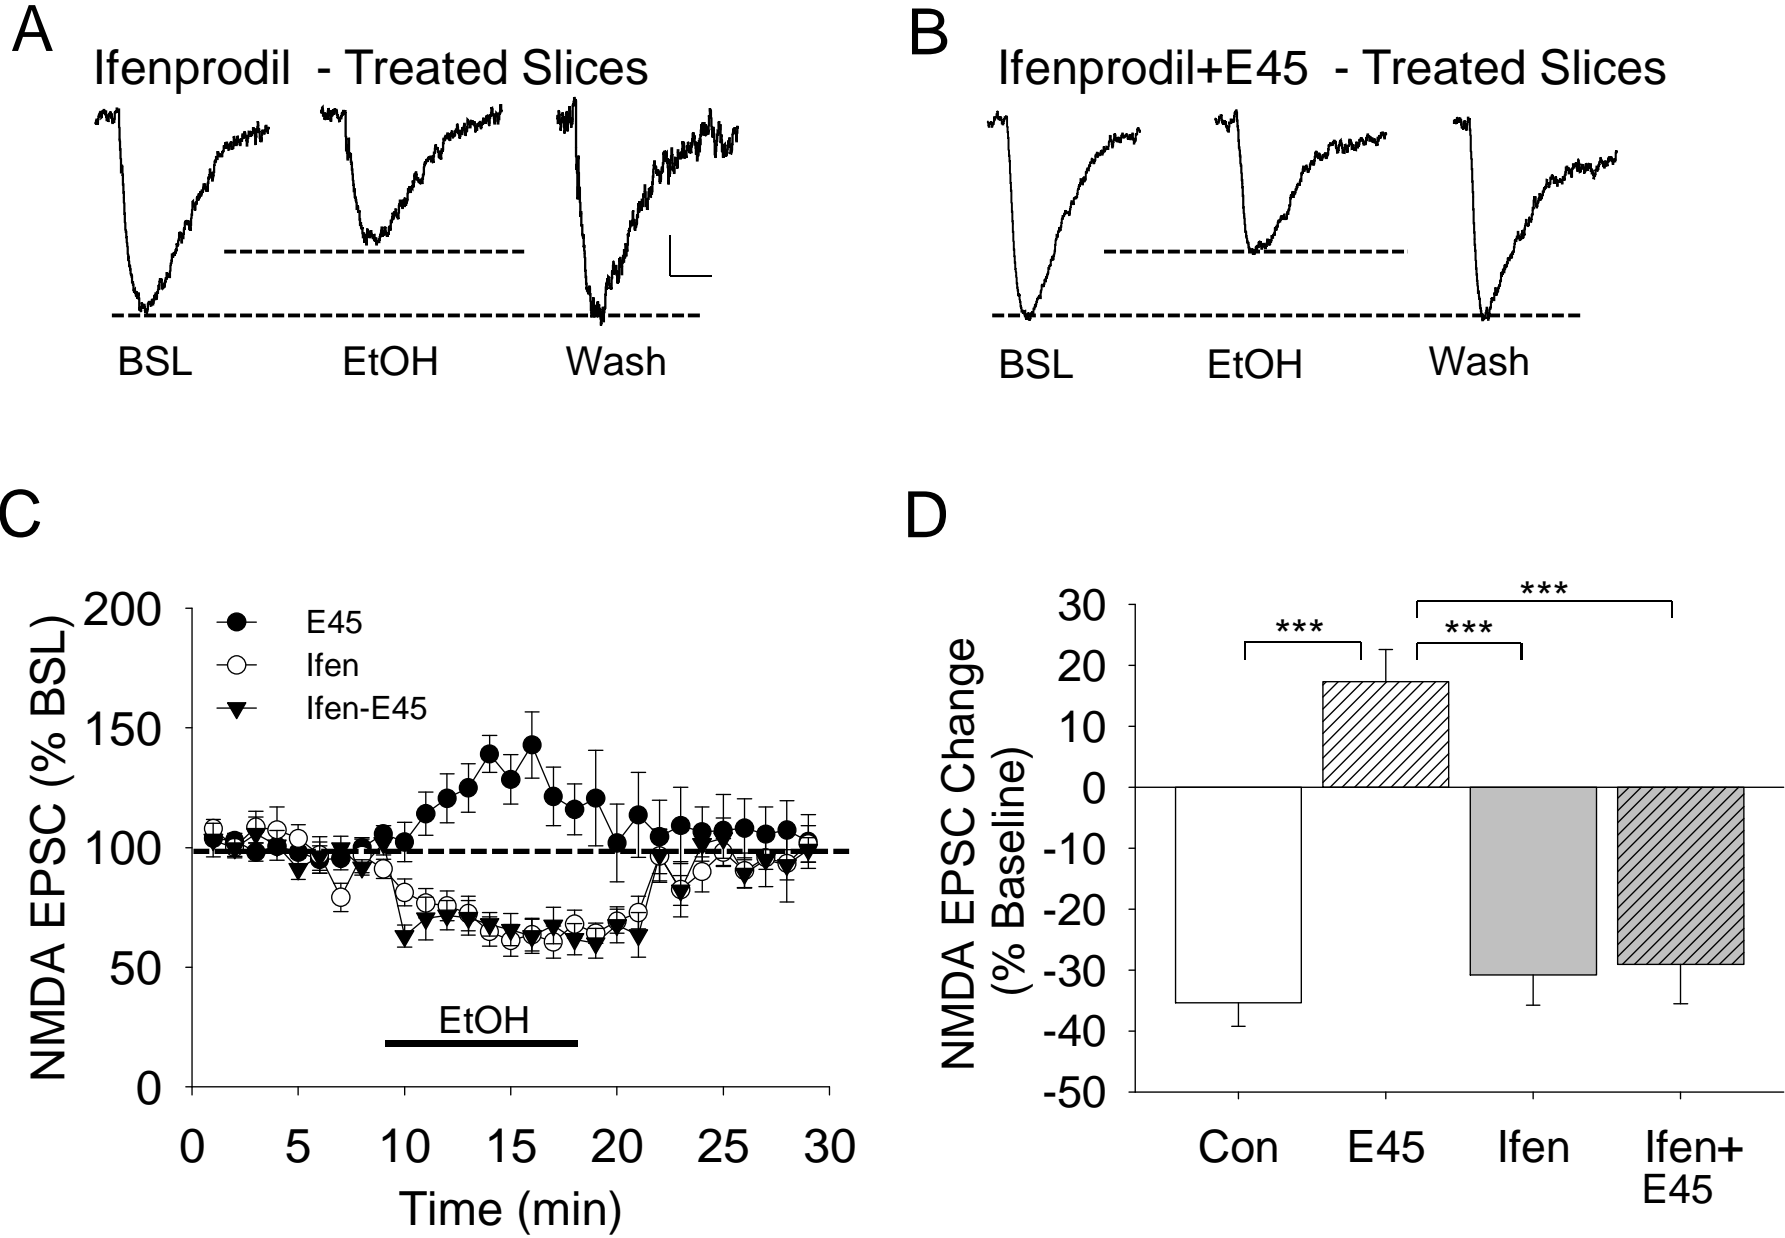 A
Ifenprodil - Treated Slices
BSL
EtOH
Wash
B
Ifenprodil+E45 - Treated Slices
BSL
EtOH
Wash
C
NMDA EPSC (% BSL)
200
150
100
50
0
E45
Ifen
Ifen-E45
EtOH
0 5 10 15 20 25 30
Time (min)
D
NMDA EPSC Change
(% Baseline)
30
20
10
0
-10
-20
-30
-40
-50
***
***
***
Con E45 Ifen Ifen+
E45